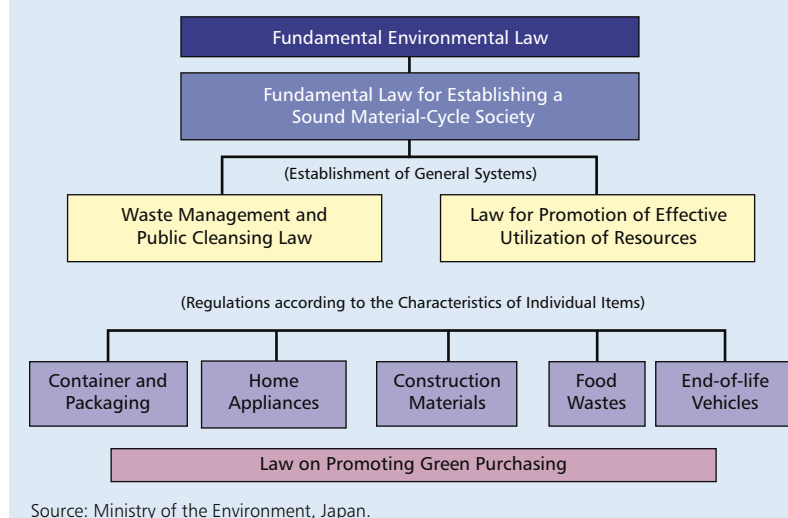 Fundamental Environmental Law
Fundamental Law for Establishing a
Sound Material-Cycle Society
(Establishment of General Systems)
Waste Management and
Public Cleansing Law
Law for Promotion of Effective
Utilization of Resources
(Regulations according to the Characteristics of Individual Items)
Container and
Packaging
Home
Appliances
Construction
Materials
Food
Wastes
End-of-life
Vehicles
Law on Promoting Green Purchasing
Source: Ministry of the Environment, Japan.